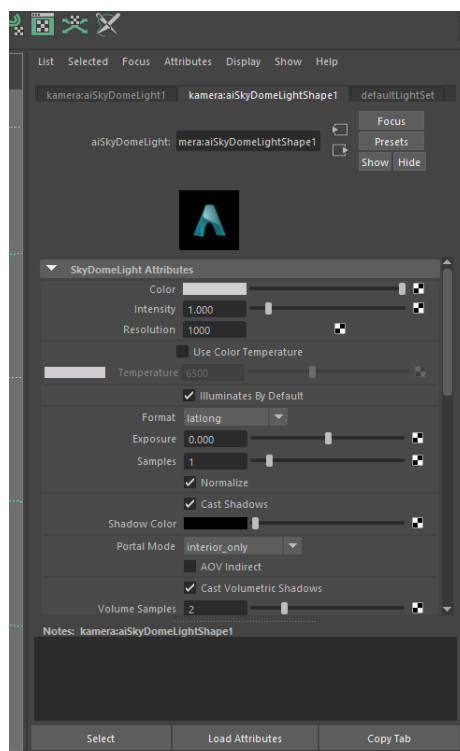 List Selected Focus Attributes Display Show Help
kamera:aiSkyDomeLight1 kamera:aiSkyDomeLightShape1 defaultLightSet
Focus
aiSkyDomeLight: mera:aiSkyDomeLightShape1 Presets
Show Hide
SkyDomeLight Attributes
Color
Intensity 1.000
Resolution 1000
Use Color Temperature
Temperature 6500
Illuminates By Default
Format latlong
Exposure 0.000
Samples 1
Normalize
Cast Shadows
Shadow Color
Portal Mode interior_only
AOV Indirect
Cast Volumetric Shadows
Volume Samples 2
Notes: kamera:aiSkyDomeLightShape1
Select Load Attributes Copy Tab